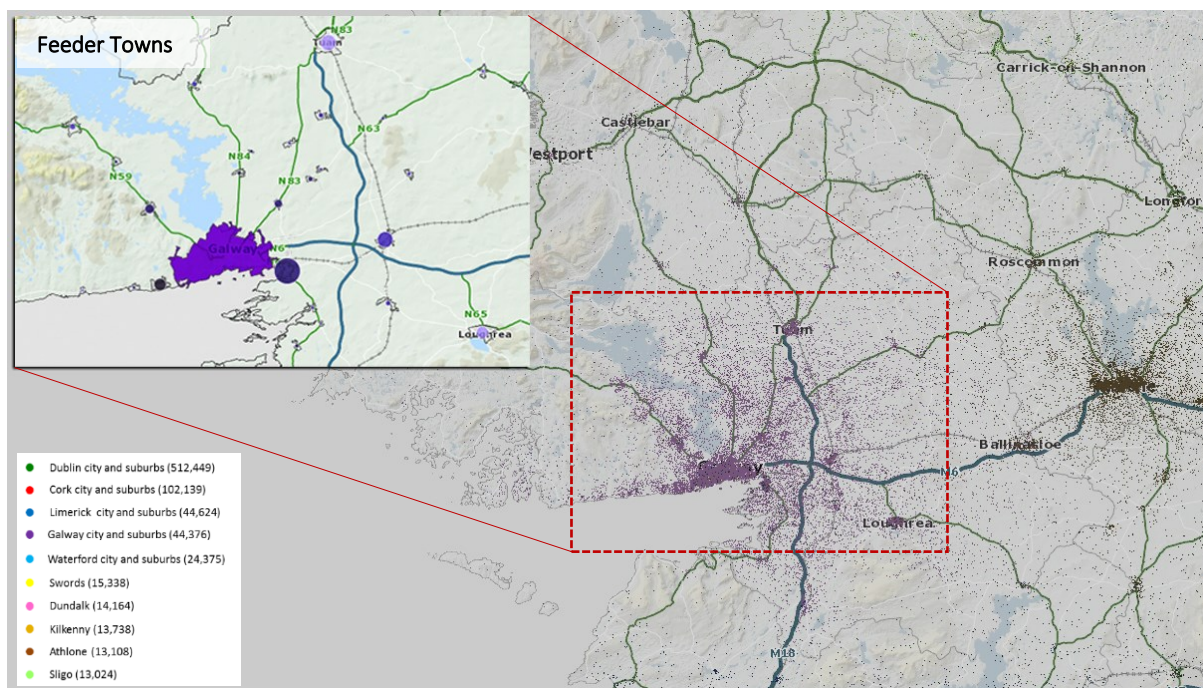 Feeder Towns
N83
Tuam
N63
N84
N59
N83
Galway
N6
N65
Loughrea
Carrick-on-Shannon
Castlebar
Westport
Longfor
Roscommon
Tuam
Ballinasloe
M6
Loughrea
M18
Dublin city and suburbs (512,449)
Cork city and suburbs (102,139)
Limerick city and suburbs (44,624)
Galway city and suburbs (44,376)
Waterford city and suburbs (24,375)
Swords (15,338)
Dundalk (14,164)
Kilkenny (13,738)
Athlone (13,108)
Sligo (13,024)